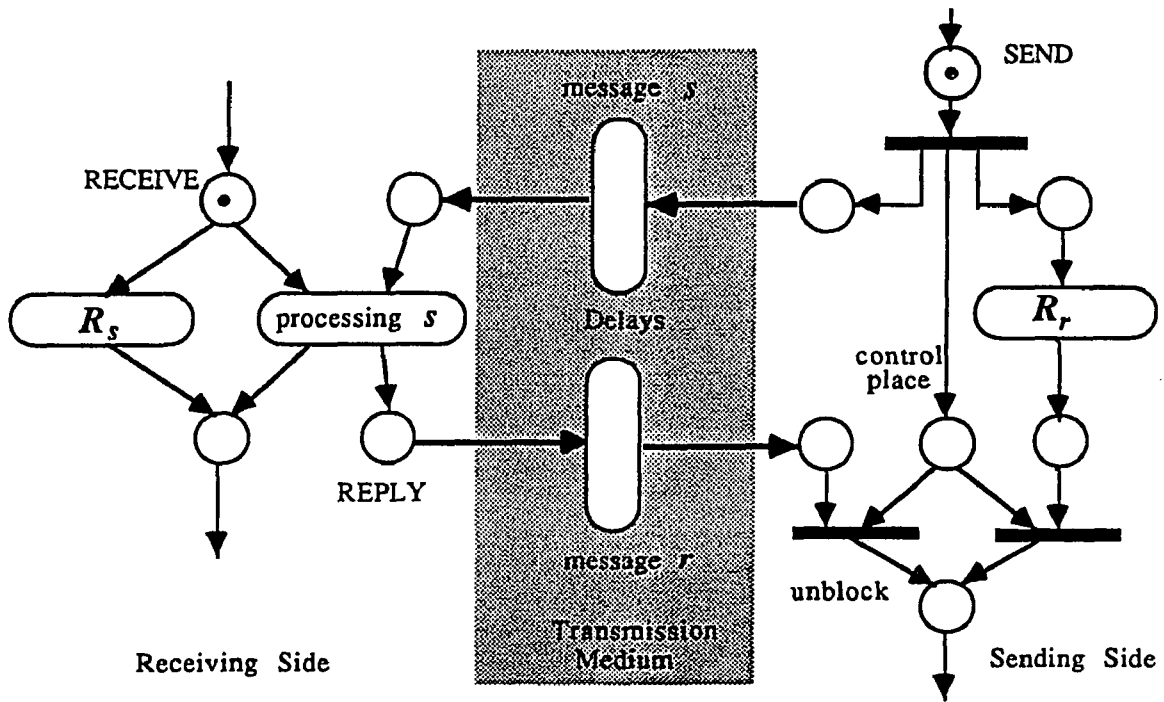 SEND
message s
RECEIVE
R_s
processing s
Delays
R_r
control
place
REPLY
message r
unblock
Transmission
Medium
Receiving Side
Sending Side